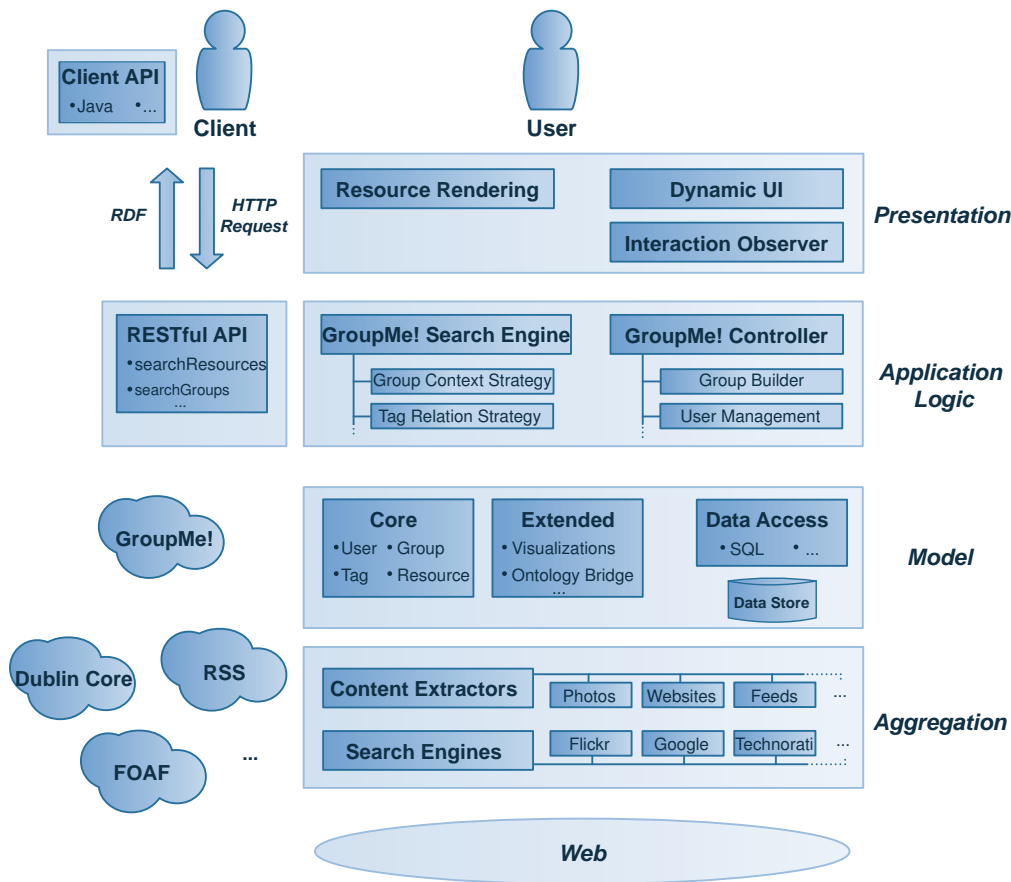 Client API
•Java •...
Client
User
RDF
HTTP
Request
Resource Rendering
Dynamic UI
Interaction Observer
Presentation
RESTful API
•searchResources
•searchGroups
...
GroupMe! Search Engine
Group Context Strategy
Tag Relation Strategy
GroupMe! Controller
Group Builder
User Management
Application
Logic
GroupMe!
Core
•User •Group
•Tag •Resource
Extended
•Visualizations
•Ontology Bridge
...
Data Access
•SQL •...
Data Store
Model
Dublin Core
RSS
FOAF
...
Content Extractors
Photos
Websites
Feeds
...
Search Engines
Flickr
Google
Technorati
...
Aggregation
Web